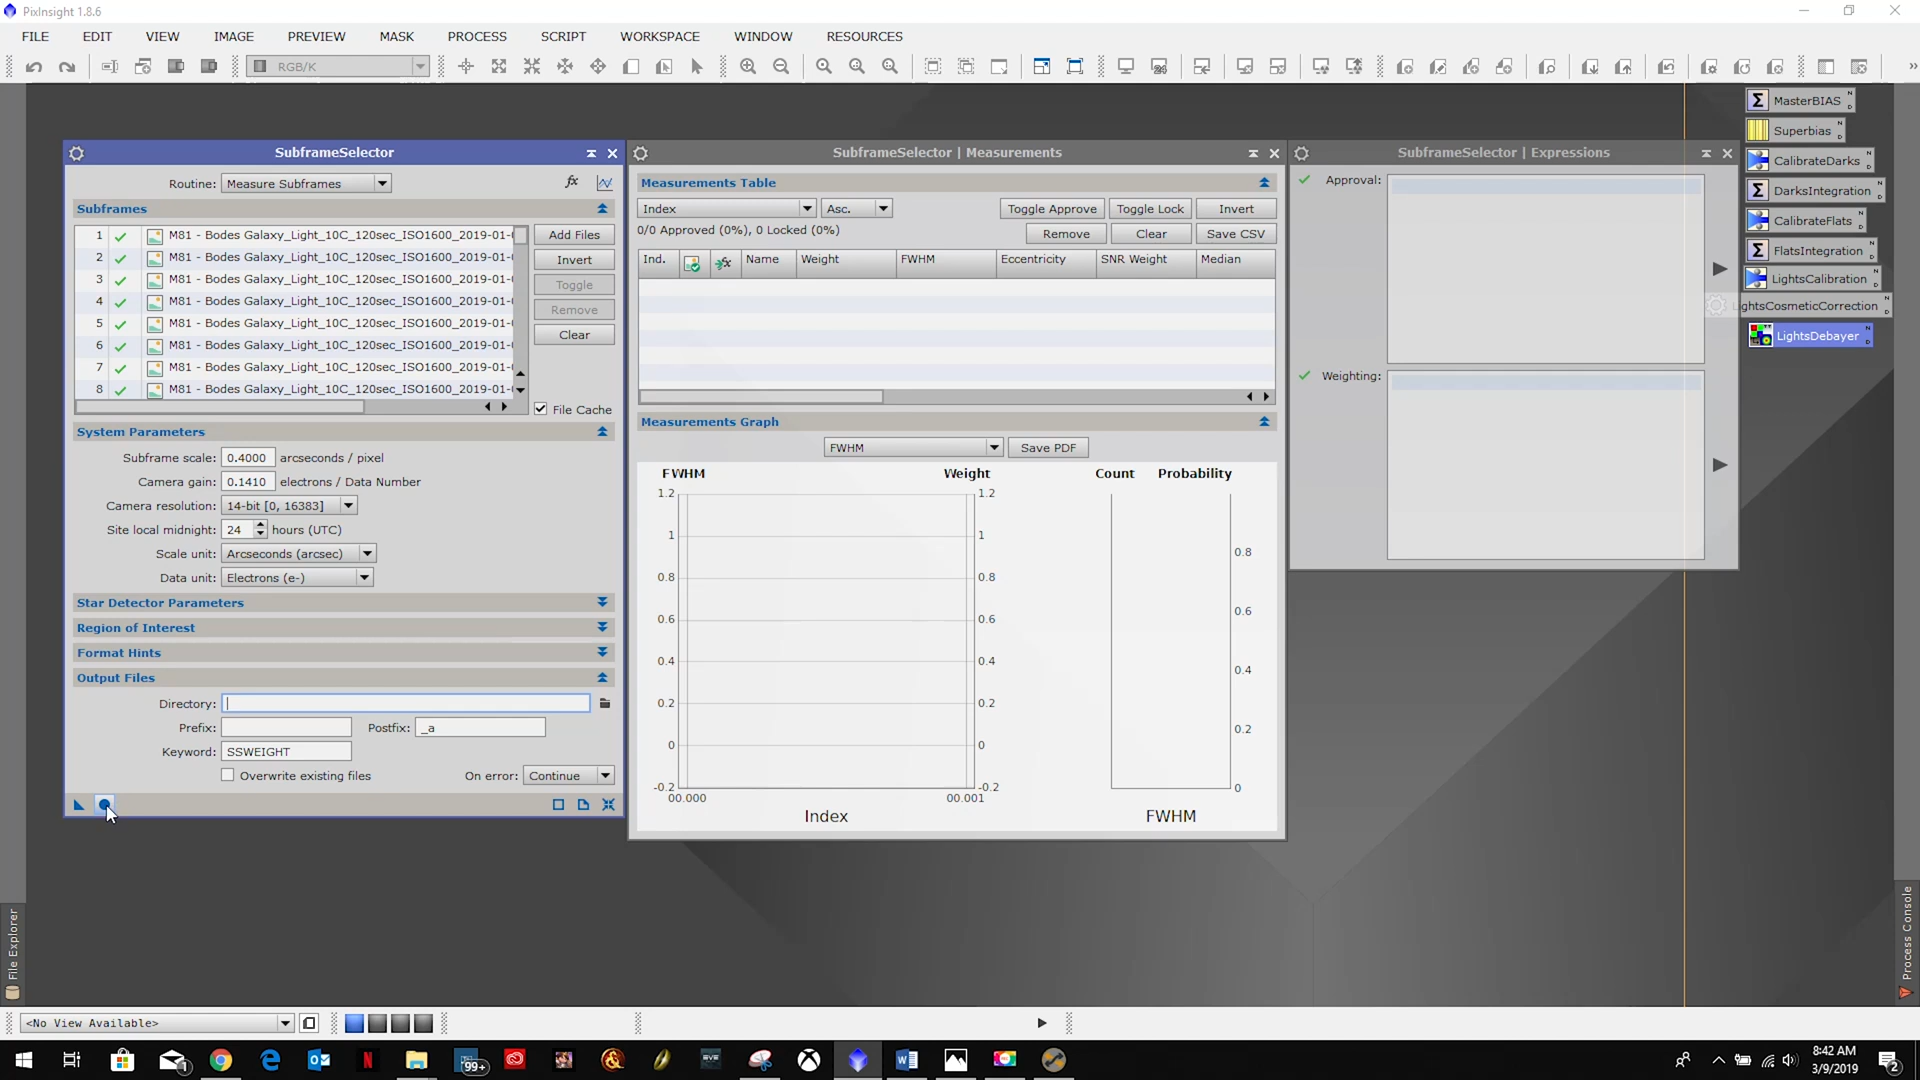 PixInsight 1.8.6
FILE EDIT VIEW IMAGE PREVIEW MASK PROCESS SCRIPT WORKSPACE WINDOW RESOURCES
RGB/K
SubframeSelector
Routine: Measure Subframes
Subframes
1 M81 - Bodes Galaxy_Light_10C_120sec_ISO1600_2019-01-
2 M81 - Bodes Galaxy_Light_10C_120sec_ISO1600_2019-01-
3 M81 - Bodes Galaxy_Light_10C_120sec_ISO1600_2019-01-
4 M81 - Bodes Galaxy_Light_10C_120sec_ISO1600_2019-01-
5 M81 - Bodes Galaxy_Light_10C_120sec_ISO1600_2019-01-
6 M81 - Bodes Galaxy_Light_10C_120sec_ISO1600_2019-01-
7 M81 - Bodes Galaxy_Light_10C_120sec_ISO1600_2019-01-
8 M81 - Bodes Galaxy_Light_10C_120sec_ISO1600_2019-01-
Add Files
Invert
Toggle
Remove
Clear
File Cache
System Parameters
Subframe scale: 0.4000 arcseconds / pixel
Camera gain: 0.1410 electrons / Data Number
Camera resolution: 14-bit [0, 16383]
Site local midnight: 24 hours (UTC)
Scale unit: Arcseconds (arcsec)
Data unit: Electrons (e-)
Star Detector Parameters
Region of Interest
Format Hints
Output Files
Directory:
Prefix: Postfix: _a
Keyword: SSWEIGHT
Overwrite existing files On error: Continue
SubframeSelector | Measurements
Measurements Table
Index Asc. Toggle Approve Toggle Lock Invert
0/0 Approved (0%), 0 Locked (0%) Remove Clear Save CSV
Ind. Name Weight FWHM Eccentricity SNR Weight Median
Measurements Graph
FWHM Save PDF
FWHM Weight Count Probability
1.2 1.2
1 1
0.8 0.8 0.8
0.6 0.6 0.6
0.4 0.4 0.4
0.2 0.2 0.2
0 0
-0.2 -0.2 0
00.000 00.001
Index FWHM
SubframeSelector | Expressions
Approval:
Weighting:
MasterBIAS
Superbias
CalibrateDarks
DarksIntegration
CalibrateFlats
FlatsIntegration
LightsCalibration
LightsCosmeticCorrection
LightsDebayer
File Explorer
Process Console
<No View Available>
1
99+
EVE
8:42 AM
3/9/2019
2